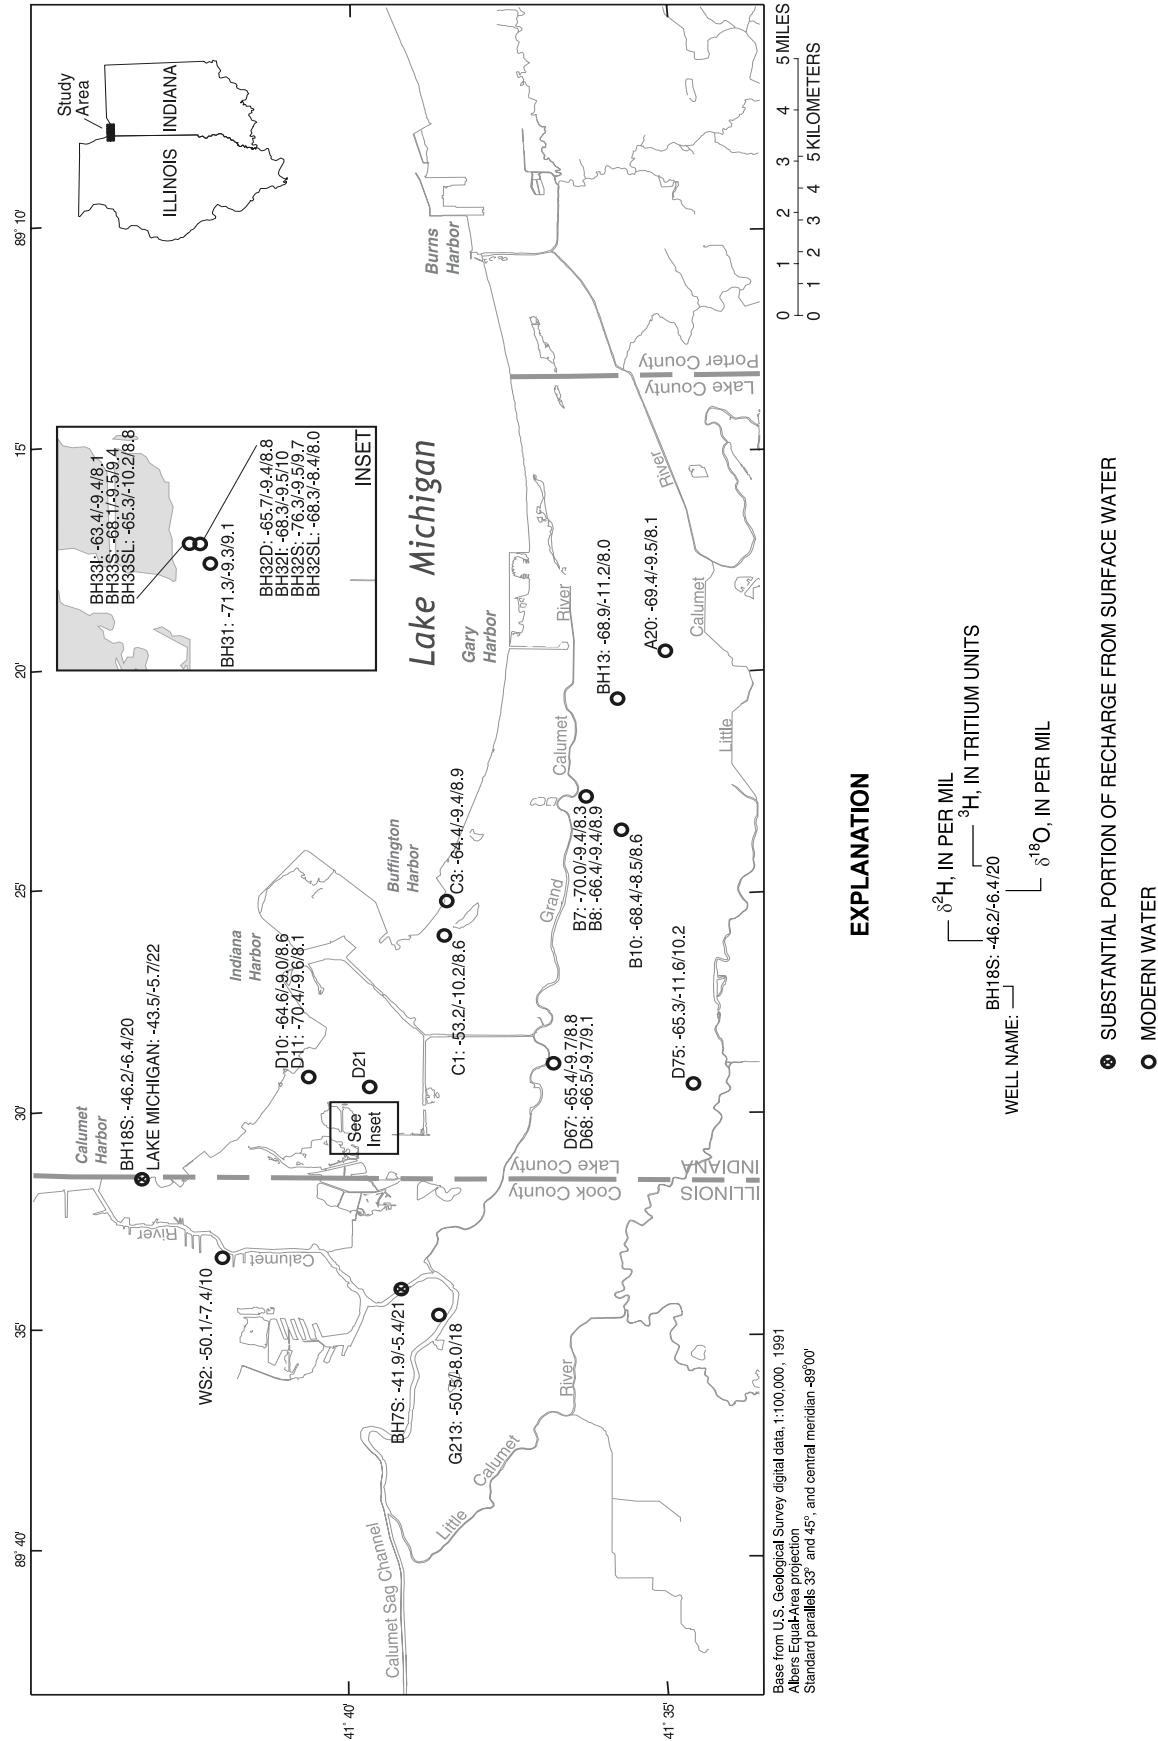 89° 40'
35'
30'
25'
20'
15'
89° 10'
41° 40'
41° 35'
Study
Area
ILLINOIS
INDIANA
BH33I: -63.4/-9.4/8.1
BH33S: -68.1/-9.5/9.4
BH33SL: -65.3/-10.2/8.8
BH31: -71.3/-9.3/9.1
BH32D: -65.7/-9.4/8.8
BH32I: -68.3/-9.5/10
BH32S: -76.3/-9.5/9.7
BH32SL: -68.3/-8.4/8.0
INSET
Lake Michigan
Calumet
Harbor
BH18S: -46.2/-6.4/20
LAKE MICHIGAN: -43.5/-5.7/22
Indiana
Harbor
D10: -64.6/-9.0/8.6
D11: -70.4/-9.6/8.1
D21
See
Inset
Buffington
Harbor
C3: -64.4/-9.4/8.9
C1: -53.2/-10.2/8.6
Gary
Harbor
Burns
Harbor
River
Calumet
WS2: -50.1/-7.4/10
BH7S: -41.9/-5.4/21
G213: -50.5/-8.0/18
Calumet Sag Channel
Little
Calumet
River
Cook County
Lake County
ILLINOIS
INDIANA
D67: -65.4/-9.7/8.8
D68: -66.5/-9.7/9.1
D75: -65.3/-11.6/10.2
Grand
Calumet
River
B7: -70.0/-9.4/8.3
B8: -66.4/-9.4/8.9
B10: -68.4/-8.5/8.6
BH13: -68.9/-11.2/8.0
A20: -69.4/-9.5/8.1
Little
Calumet
River
Lake County
Porter County
0 1 2 3 4 5 MILES
0 1 2 3 4 5 KILOMETERS
Base from U.S. Geological Survey digital data, 1:100,000, 1991
Albers Equal-Area projection
Standard parallels 33° and 45°, and central meridian -89°00'
EXPLANATION
δ²H, IN PER MIL
³H, IN TRITIUM UNITS
WELL NAME: BH18S: -46.2/-6.4/20
δ¹⁸O, IN PER MIL
SUBSTANTIAL PORTION OF RECHARGE FROM SURFACE WATER
MODERN WATER